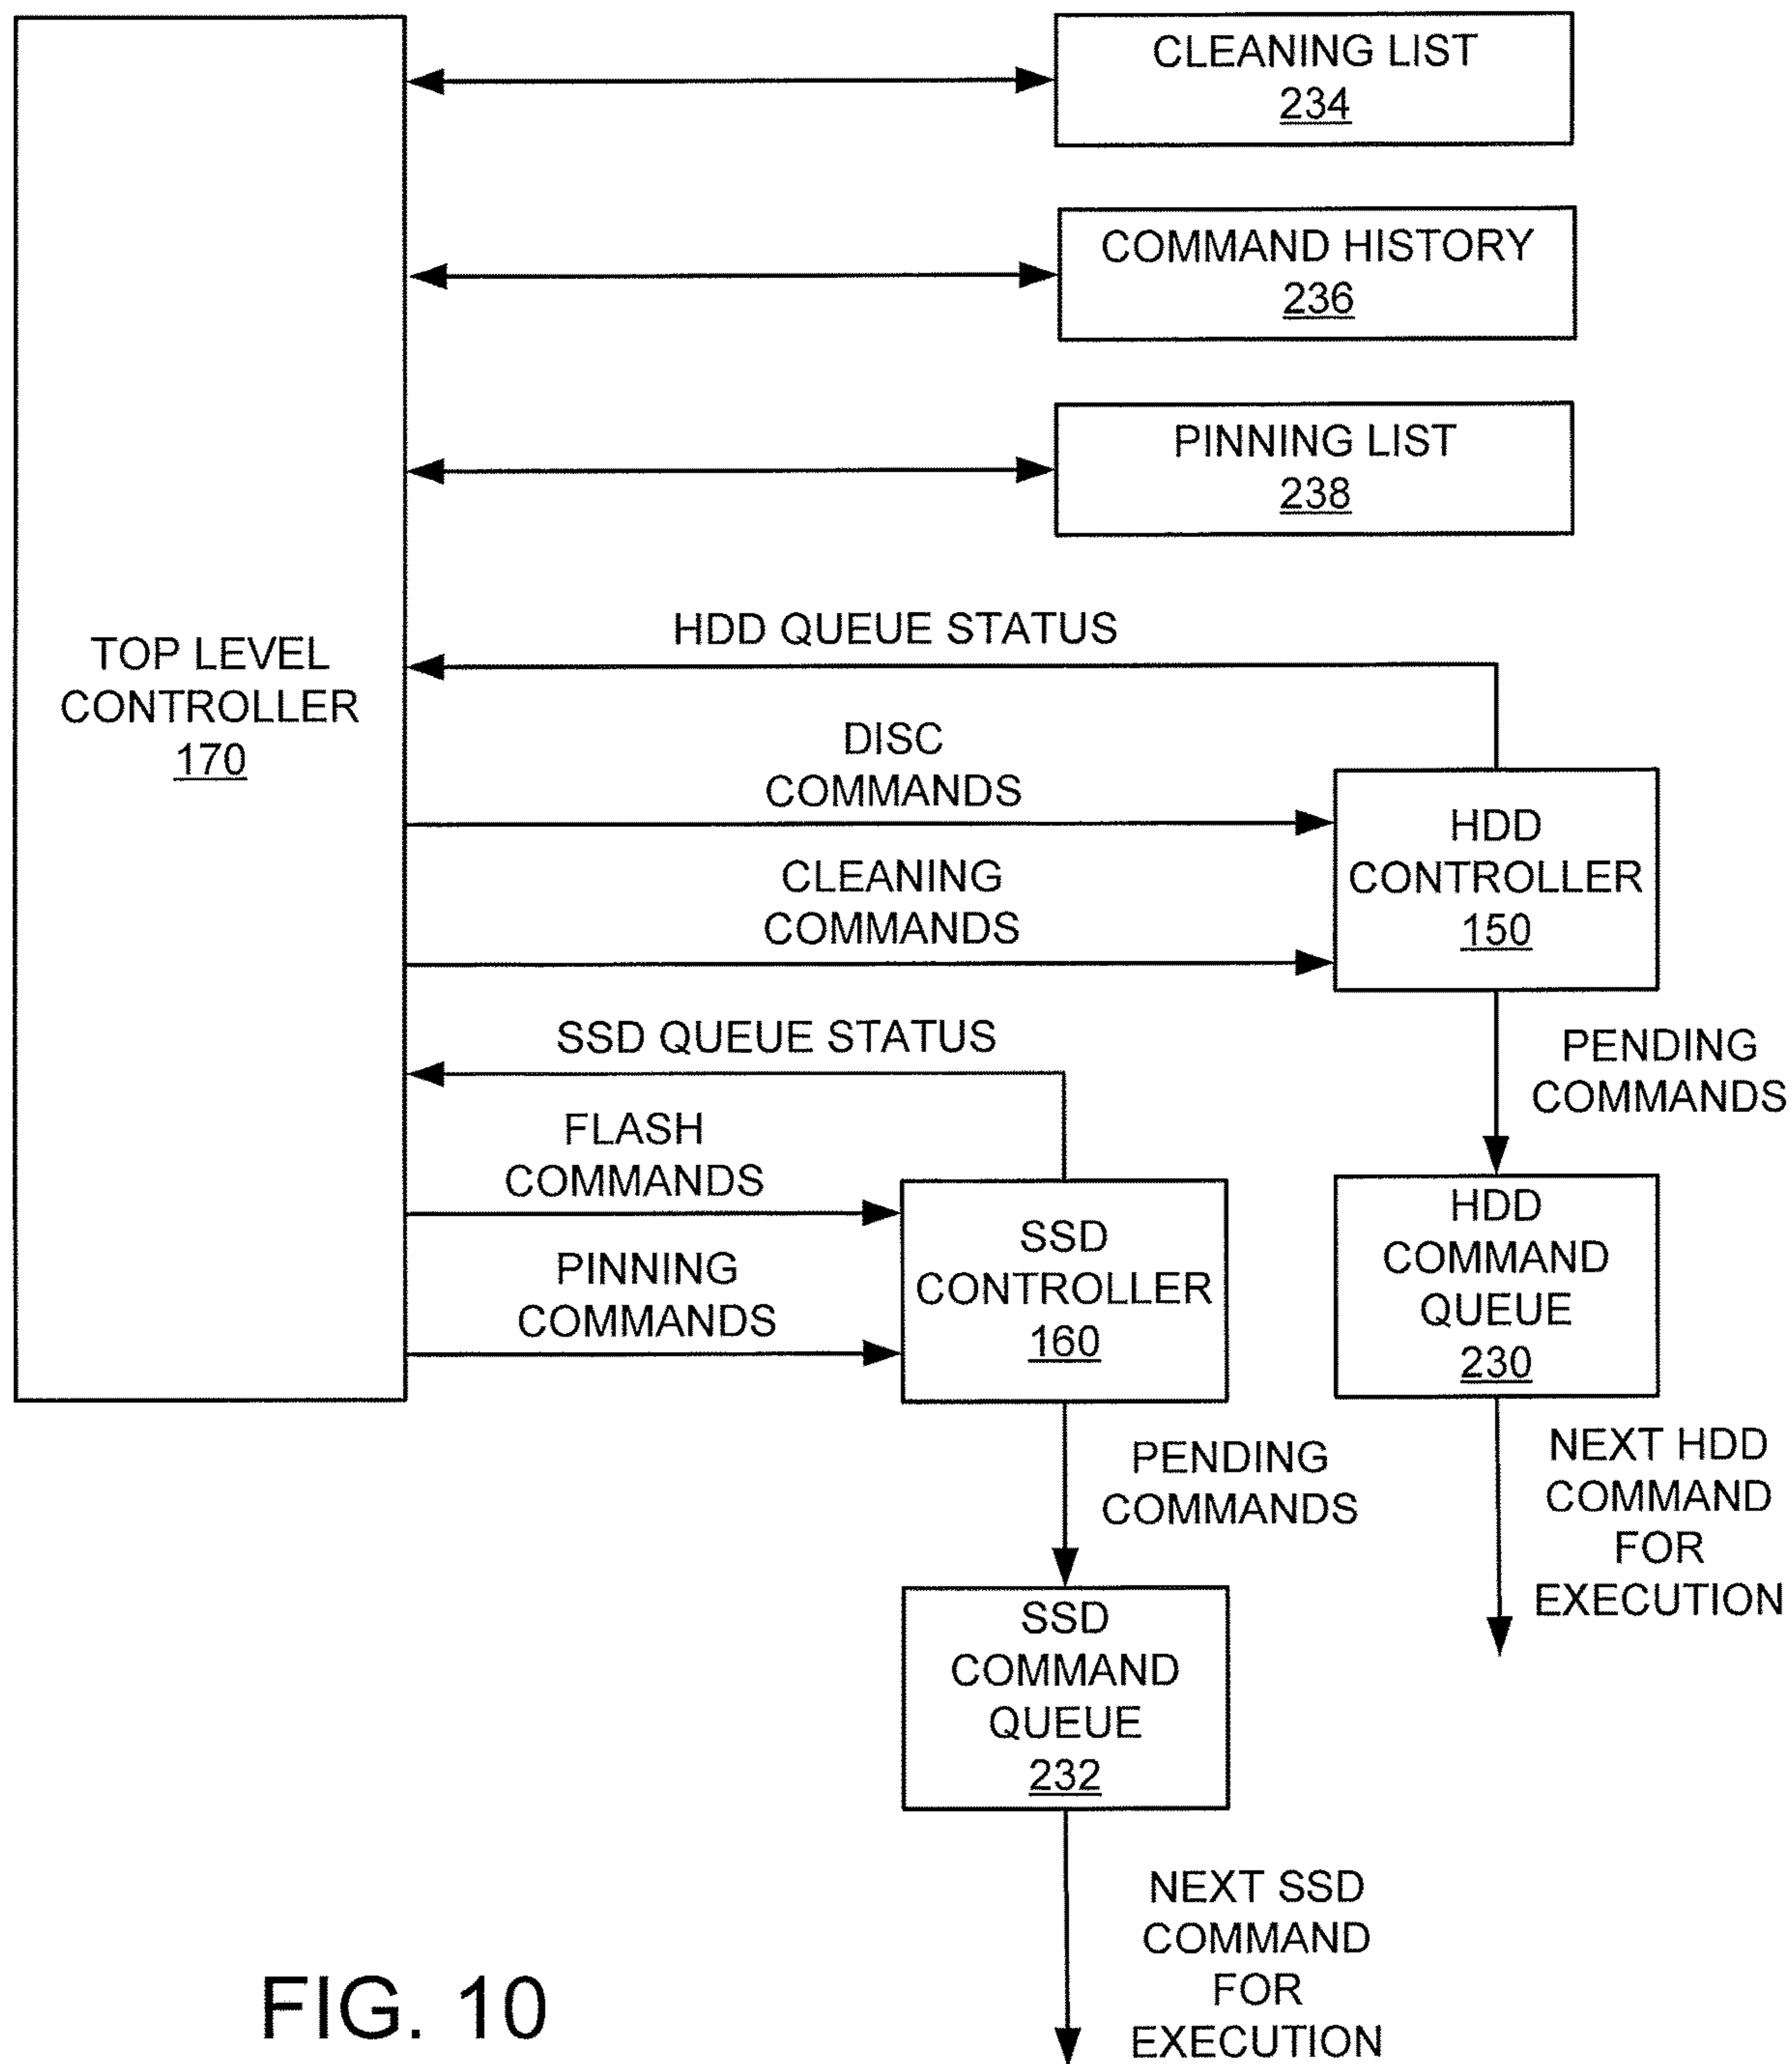 CLEANING LIST
234
COMMAND HISTORY
236
PINNING LIST
238
TOP LEVEL
CONTROLLER
170
HDD QUEUE STATUS
DISC
COMMANDS
CLEANING
COMMANDS
HDD
CONTROLLER
150
SSD QUEUE STATUS
FLASH
COMMANDS
PINNING
COMMANDS
SSD
CONTROLLER
160
PENDING
COMMANDS
HDD
COMMAND
QUEUE
230
PENDING
COMMANDS
NEXT HDD
COMMAND
FOR
EXECUTION
SSD
COMMAND
QUEUE
232
NEXT SSD
COMMAND
FOR
EXECUTION
FIG. 10